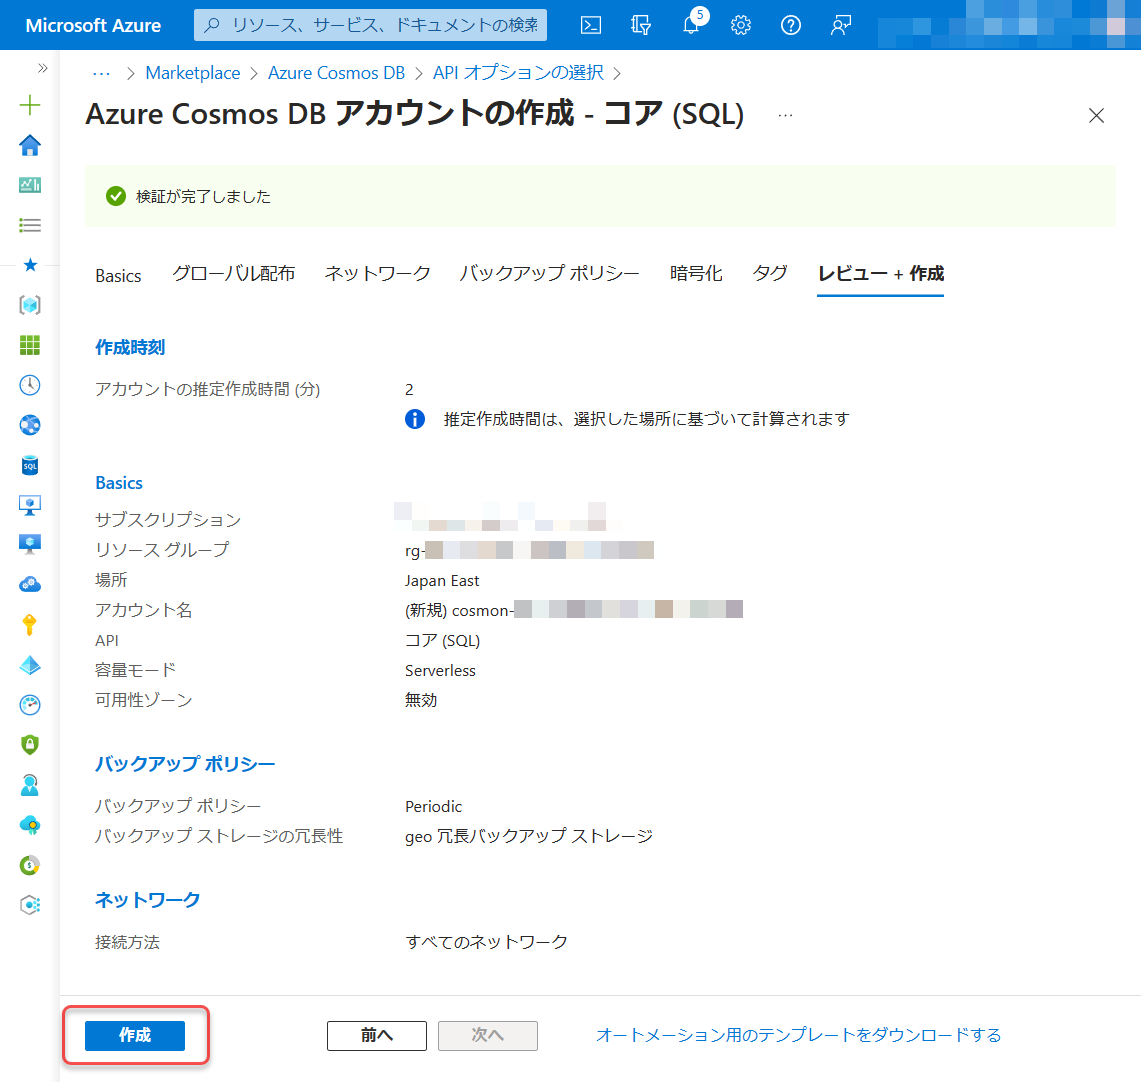 Microsoft Azure
リソース、サービス、ドキュメントの検索
5
… > Marketplace > Azure Cosmos DB > API オプションの選択 >
Azure Cosmos DB アカウントの作成 - コア (SQL) …
検証が完了しました
Basics グローバル配布 ネットワーク バックアップ ポリシー 暗号化 タグ レビュー + 作成
作成時刻
アカウントの推定作成時間 (分) 2
推定作成時間は、選択した場所に基づいて計算されます
Basics
サブスクリプション
リソース グループ rg-
場所 Japan East
アカウント名 (新規) cosmon-
API コア (SQL)
容量モード Serverless
可用性ゾーン 無効
バックアップ ポリシー
バックアップ ポリシー Periodic
バックアップ ストレージの冗長性 geo 冗長バックアップ ストレージ
ネットワーク
接続方法 すべてのネットワーク
作成 前へ 次へ オートメーション用のテンプレートをダウンロードする